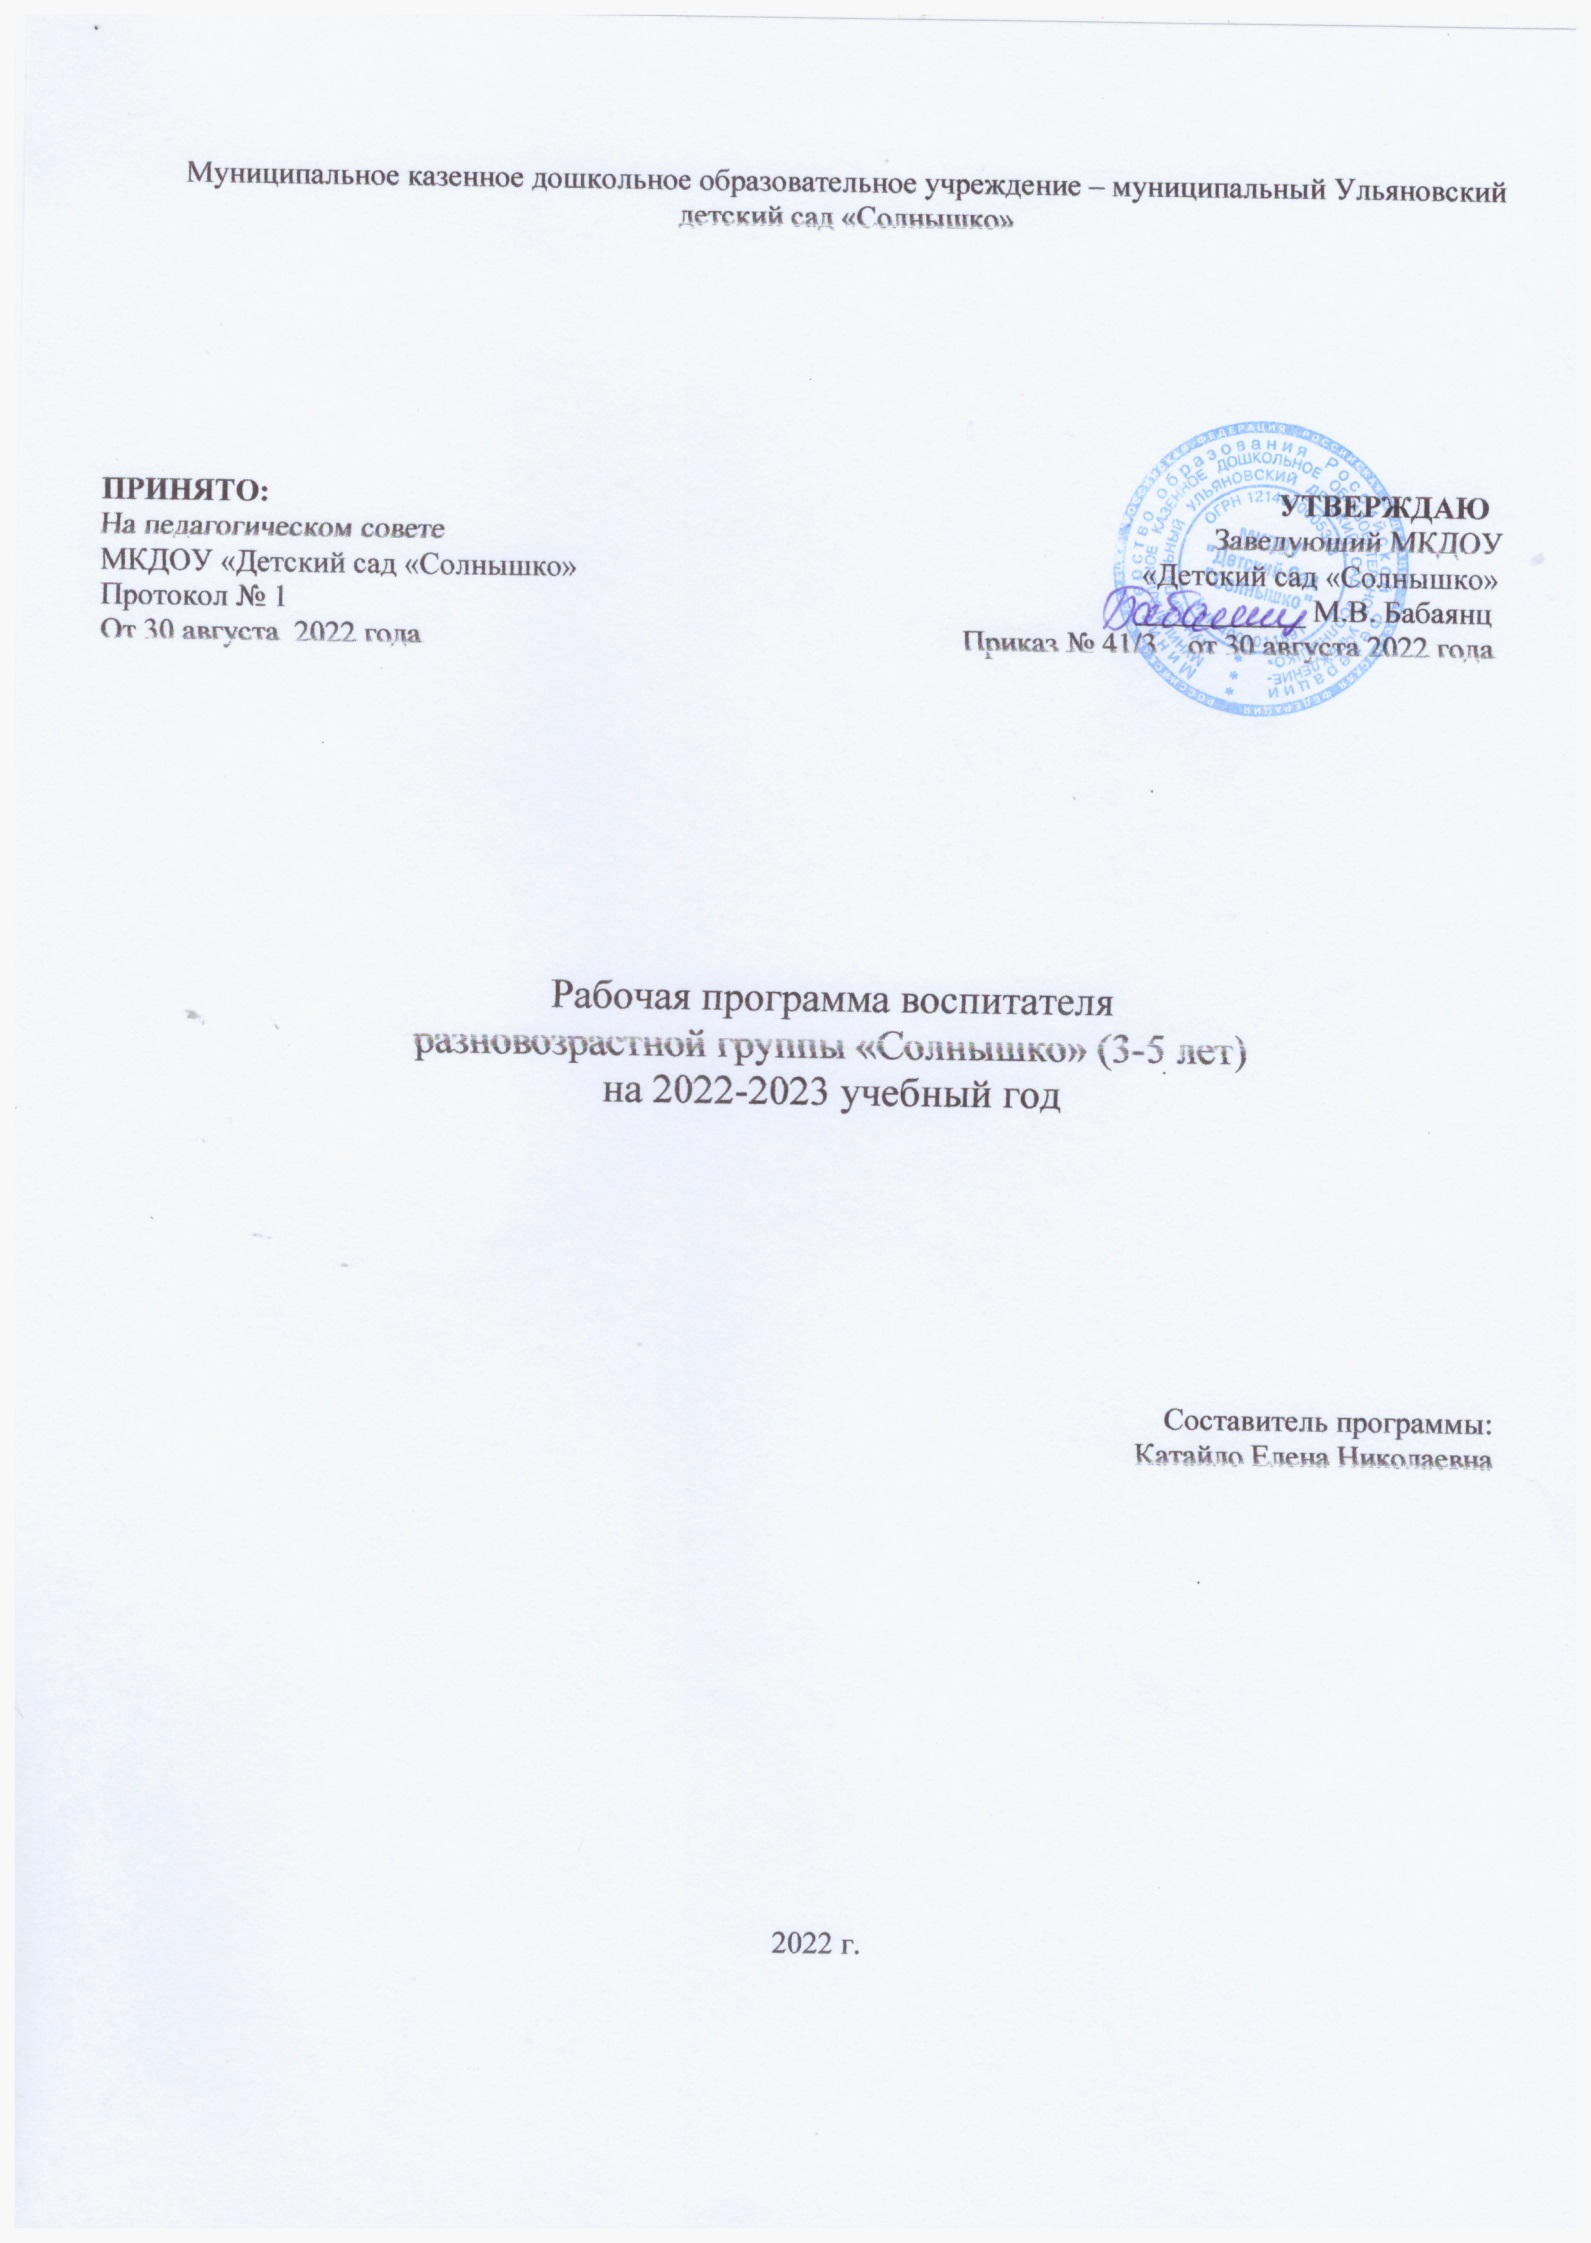 Муниципальное казенное дошкольное образовательное учреждение – муниципальный Ульяновский
детский сад «Солнышко»
ПРИНЯТО:
На педагогическом совете
МКДОУ «Детский сад «Солнышко»
Протокол № 1
От 30 августа 2022 года
УТВЕРЖДАЮ
Заведующий МКДОУ
«Детский сад «Солнышко»
М.В. Бабаянц
Приказ № 41/3 от 30 августа 2022 года
Рабочая программа воспитателя
разновозрастной группы «Солнышко» (3-5 лет)
на 2022-2023 учебный год
Составитель программы:
Катайло Елена Николаевна
2022 г.